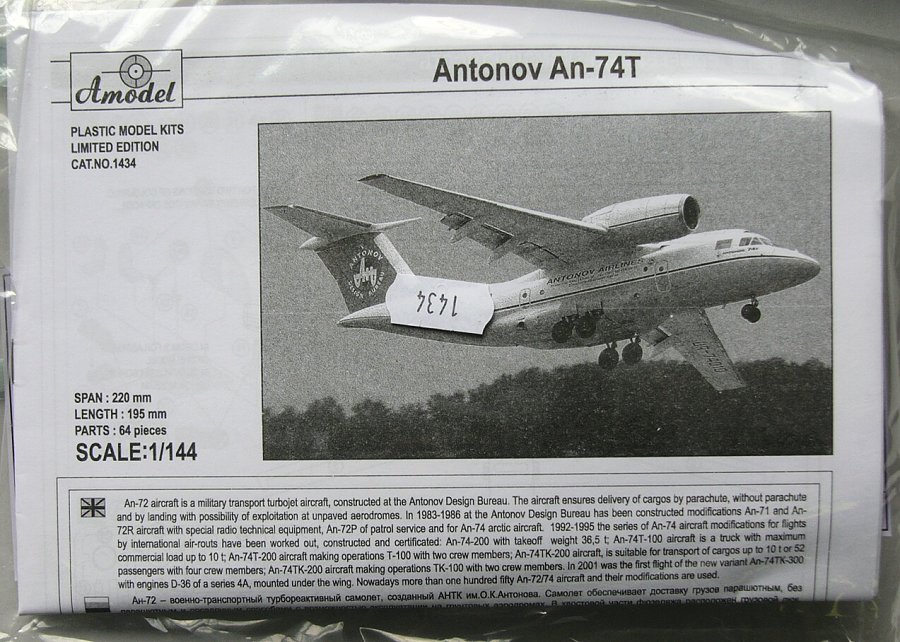 Amodel
Antonov An-74T
PLASTIC MODEL KITS
LIMITED EDITION
CAT.NO.1434
ANTONOV
ANTONOV AIRLINES
1434
SPAN : 220 mm
LENGTH : 195 mm
PARTS : 64 pieces
SCALE:1/144
An-72 aircraft is a military transport turbojet aircraft, constructed at the Antonov Design Bureau. The aircraft ensures delivery of cargos by parachute, without parachute
and by landing with possibility of exploitation at unpaved aerodromes. In 1983-1986 at the Antonov Design Bureau has been constructed modifications An-71 and An-
72R aircraft with special radio technical equipment, An-72P of patrol service and for An-74 arctic aircraft. 1992-1995 the series of An-74 aircraft modifications for flights
by international air-routs have been worked out, constructed and certificated: An-74-200 with takeoff weight 36,5 t; An-74T-100 aircraft is a truck with maximum
commercial load up to 10 t; An-74T-200 aircraft making operations T-100 with two crew members; An-74TK-200 aircraft, is suitable for transport of cargos up to 10 t or 52
passengers with four crew members; An-74TK-200 aircraft making operations TK-100 with two crew members. In 2001 was the first flight of the new variant An-74TK-300
with engines D-36 of a series 4A, mounted under the wing. Nowadays more than one hundred fifty An-72/74 aircraft and their modifications are used.
Ан-72 – военно-транспортный турбореактивный самолет, созданный АНТК им.О.К.Антонова. Самолет обеспечивает доставку грузов парашютным, без